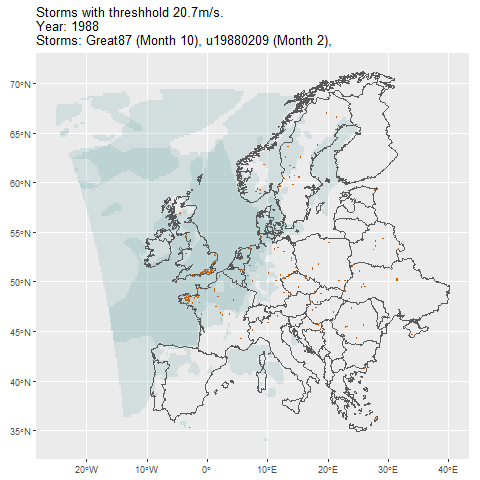 Storms with threshhold 20.7m/s.
Year: 1988
Storms: Great87 (Month 10), u19880209 (Month 2),
70°N
65°N
60°N
55°N
50°N
45°N
40°N
35°N
20°W
10°W
0°
10°E
20°E
30°E
40°E